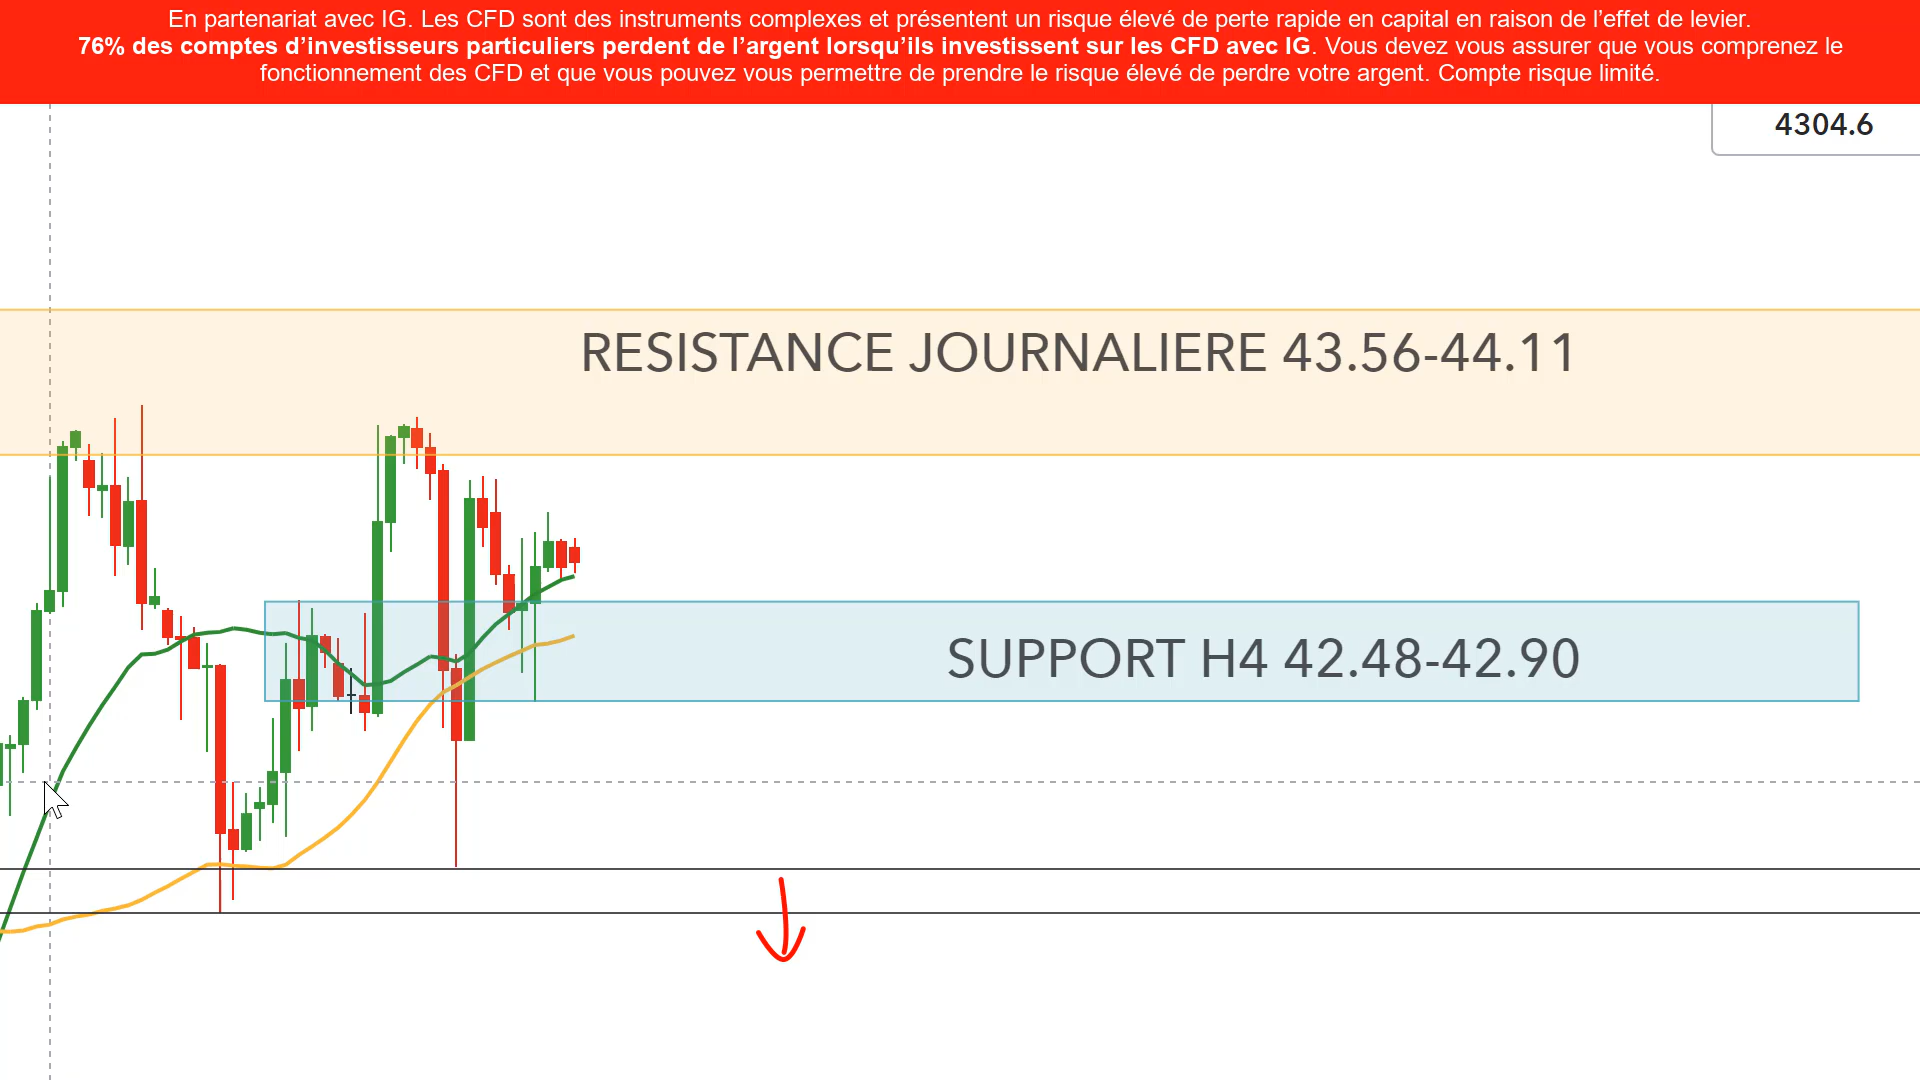 En partenariat avec IG. Les CFD sont des instruments complexes et présentent un risque élevé de perte rapide en capital en raison de l’effet de levier.
76% des comptes d’investisseurs particuliers perdent de l’argent lorsqu’ils investissent sur les CFD avec IG. Vous devez vous assurer que vous comprenez le
fonctionnement des CFD et que vous pouvez vous permettre de prendre le risque élevé de perdre votre argent. Compte risque limité.
4304.6
RESISTANCE JOURNALIERE 43.56-44.11
SUPPORT H4 42.48-42.90